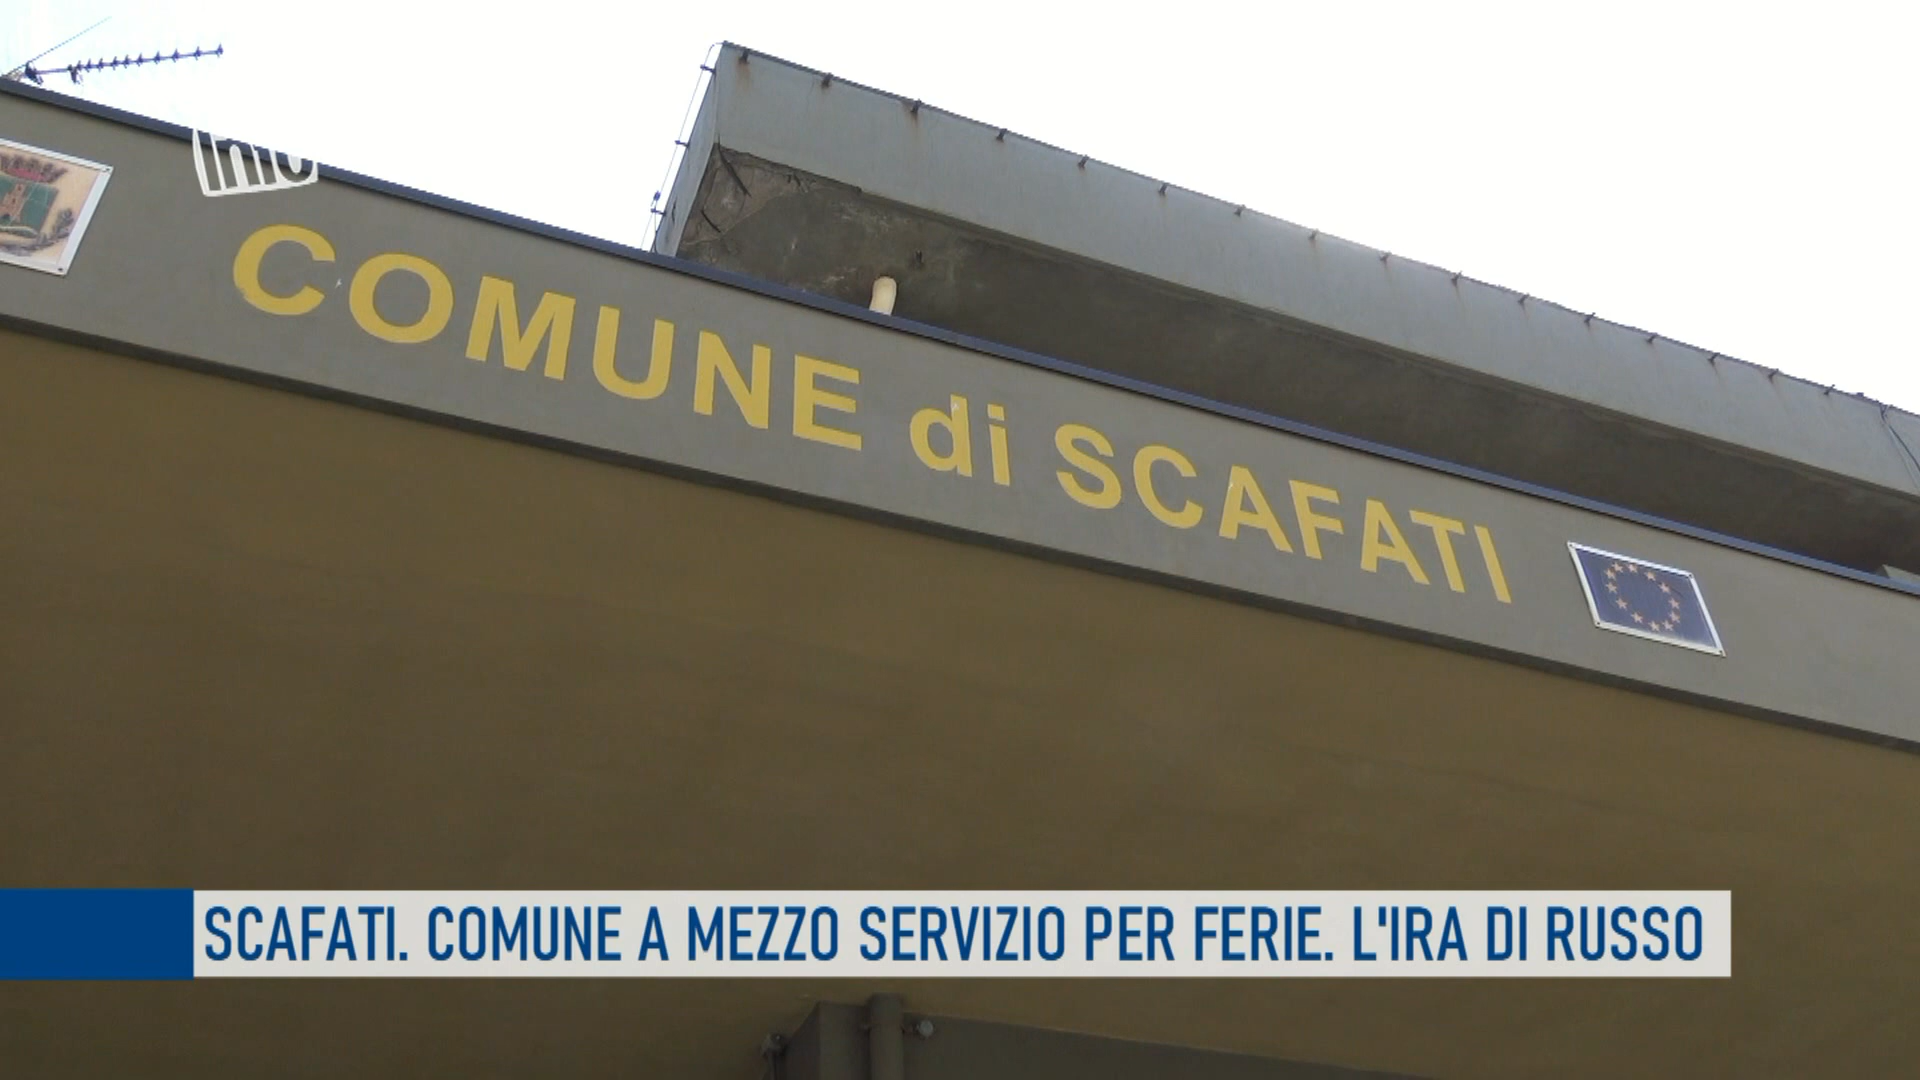 COMUNE di SCAFATI
SCAFATI. COMUNE A MEZZO SERVIZIO PER FERIE. L'IRA DI RUSSO